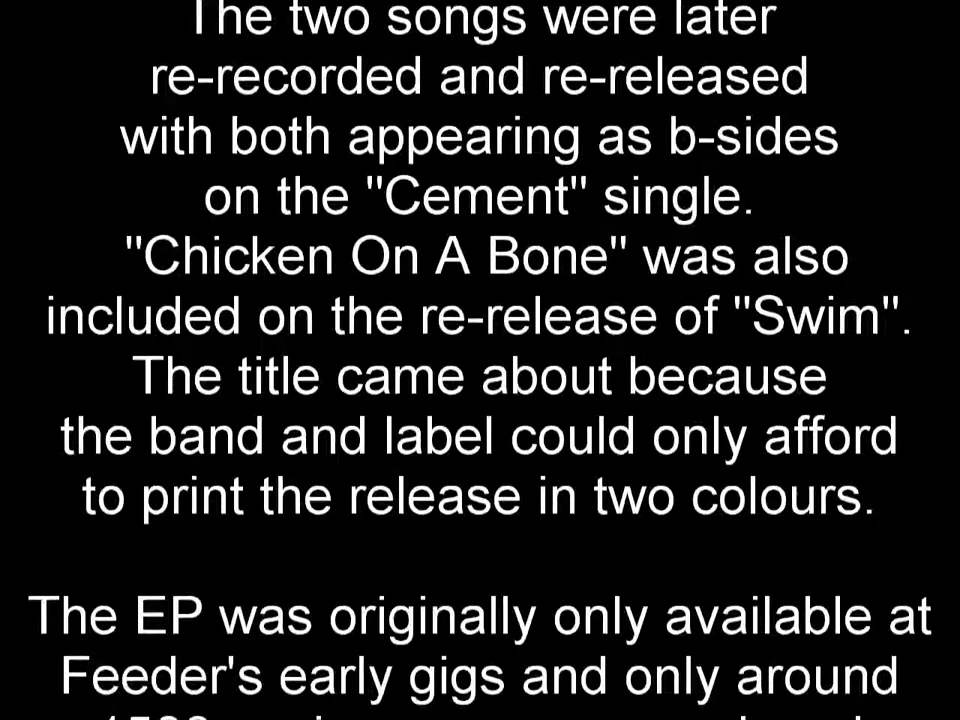 The two songs were later
re-recorded and re-released
with both appearing as b-sides
on the "Cement" single.
"Chicken On A Bone" was also
included on the re-release of "Swim".
The title came about because
the band and label could only afford
to print the release in two colours.
The EP was originally only available at
Feeder's early gigs and only around